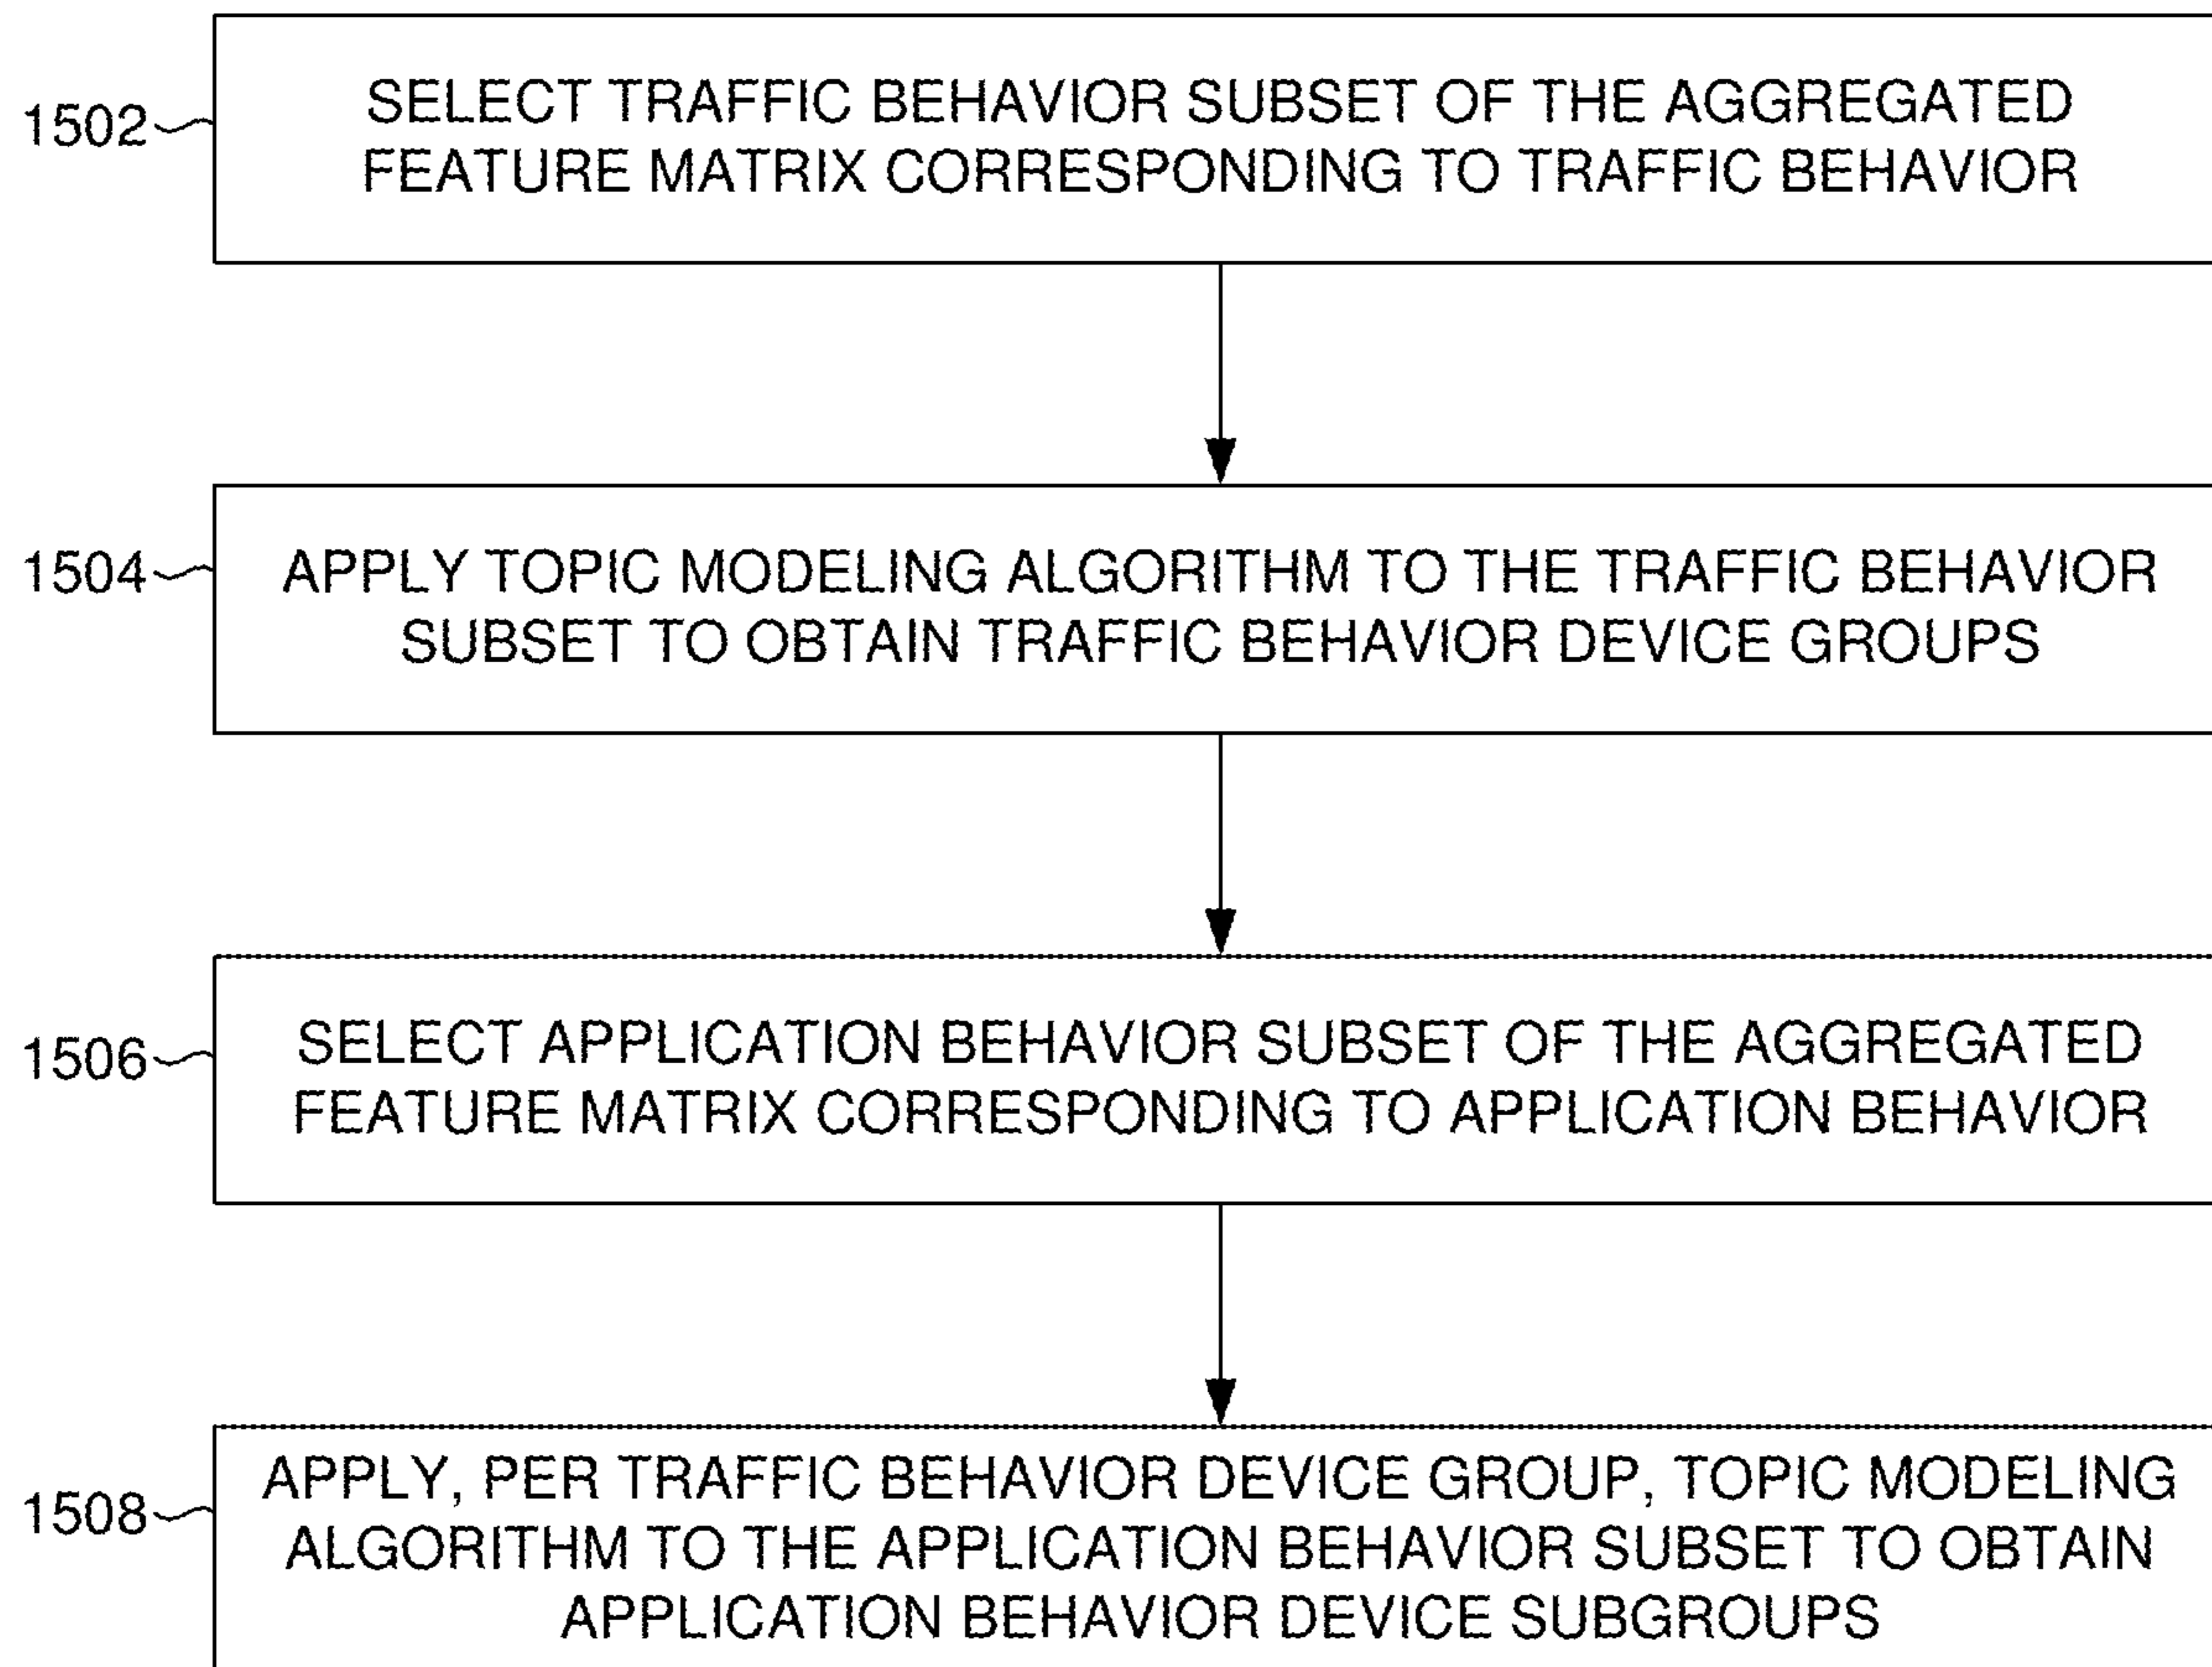 1502
SELECT TRAFFIC BEHAVIOR SUBSET OF THE AGGREGATED
FEATURE MATRIX CORRESPONDING TO TRAFFIC BEHAVIOR
1504
APPLY TOPIC MODELING ALGORITHM TO THE TRAFFIC BEHAVIOR
SUBSET TO OBTAIN TRAFFIC BEHAVIOR DEVICE GROUPS
1506
SELECT APPLICATION BEHAVIOR SUBSET OF THE AGGREGATED
FEATURE MATRIX CORRESPONDING TO APPLICATION BEHAVIOR
1508
APPLY, PER TRAFFIC BEHAVIOR DEVICE GROUP, TOPIC MODELING
ALGORITHM TO THE APPLICATION BEHAVIOR SUBSET TO OBTAIN
APPLICATION BEHAVIOR DEVICE SUBGROUPS